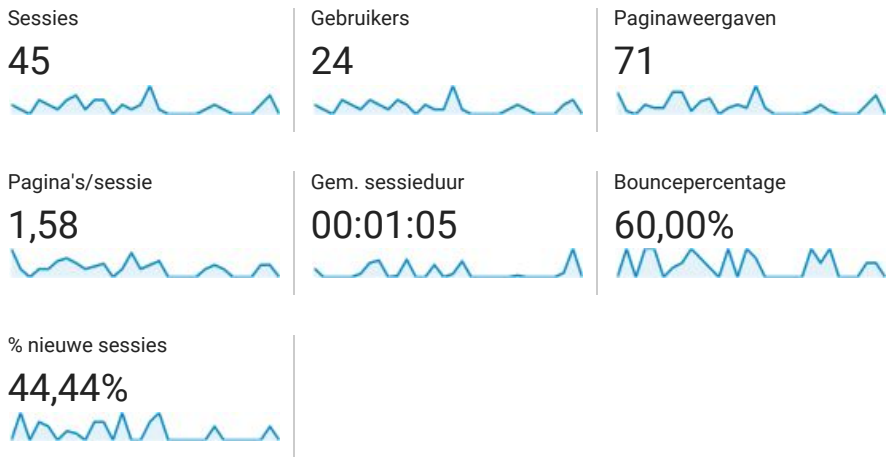 Sessies
45
Gebruikers
24
Paginaweergaven
71
Pagina's/sessie
1,58
Gem. sessieduur
00:01:05
Bouncepercentage
60,00%
% nieuwe sessies
44,44%